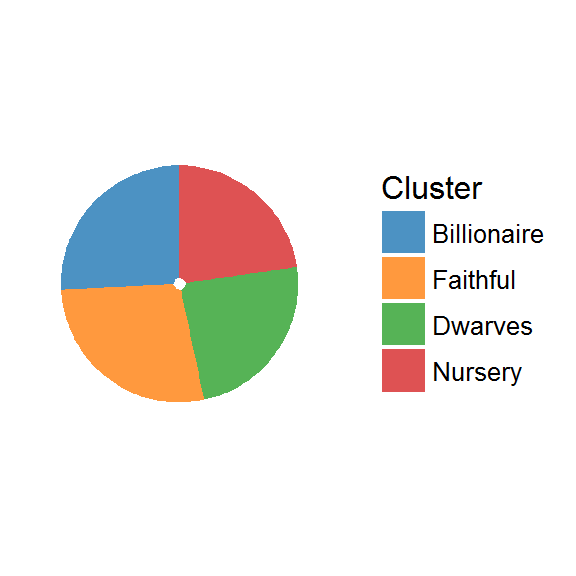 Cluster
Billionaire
Faithful
Dwarves
Nursery